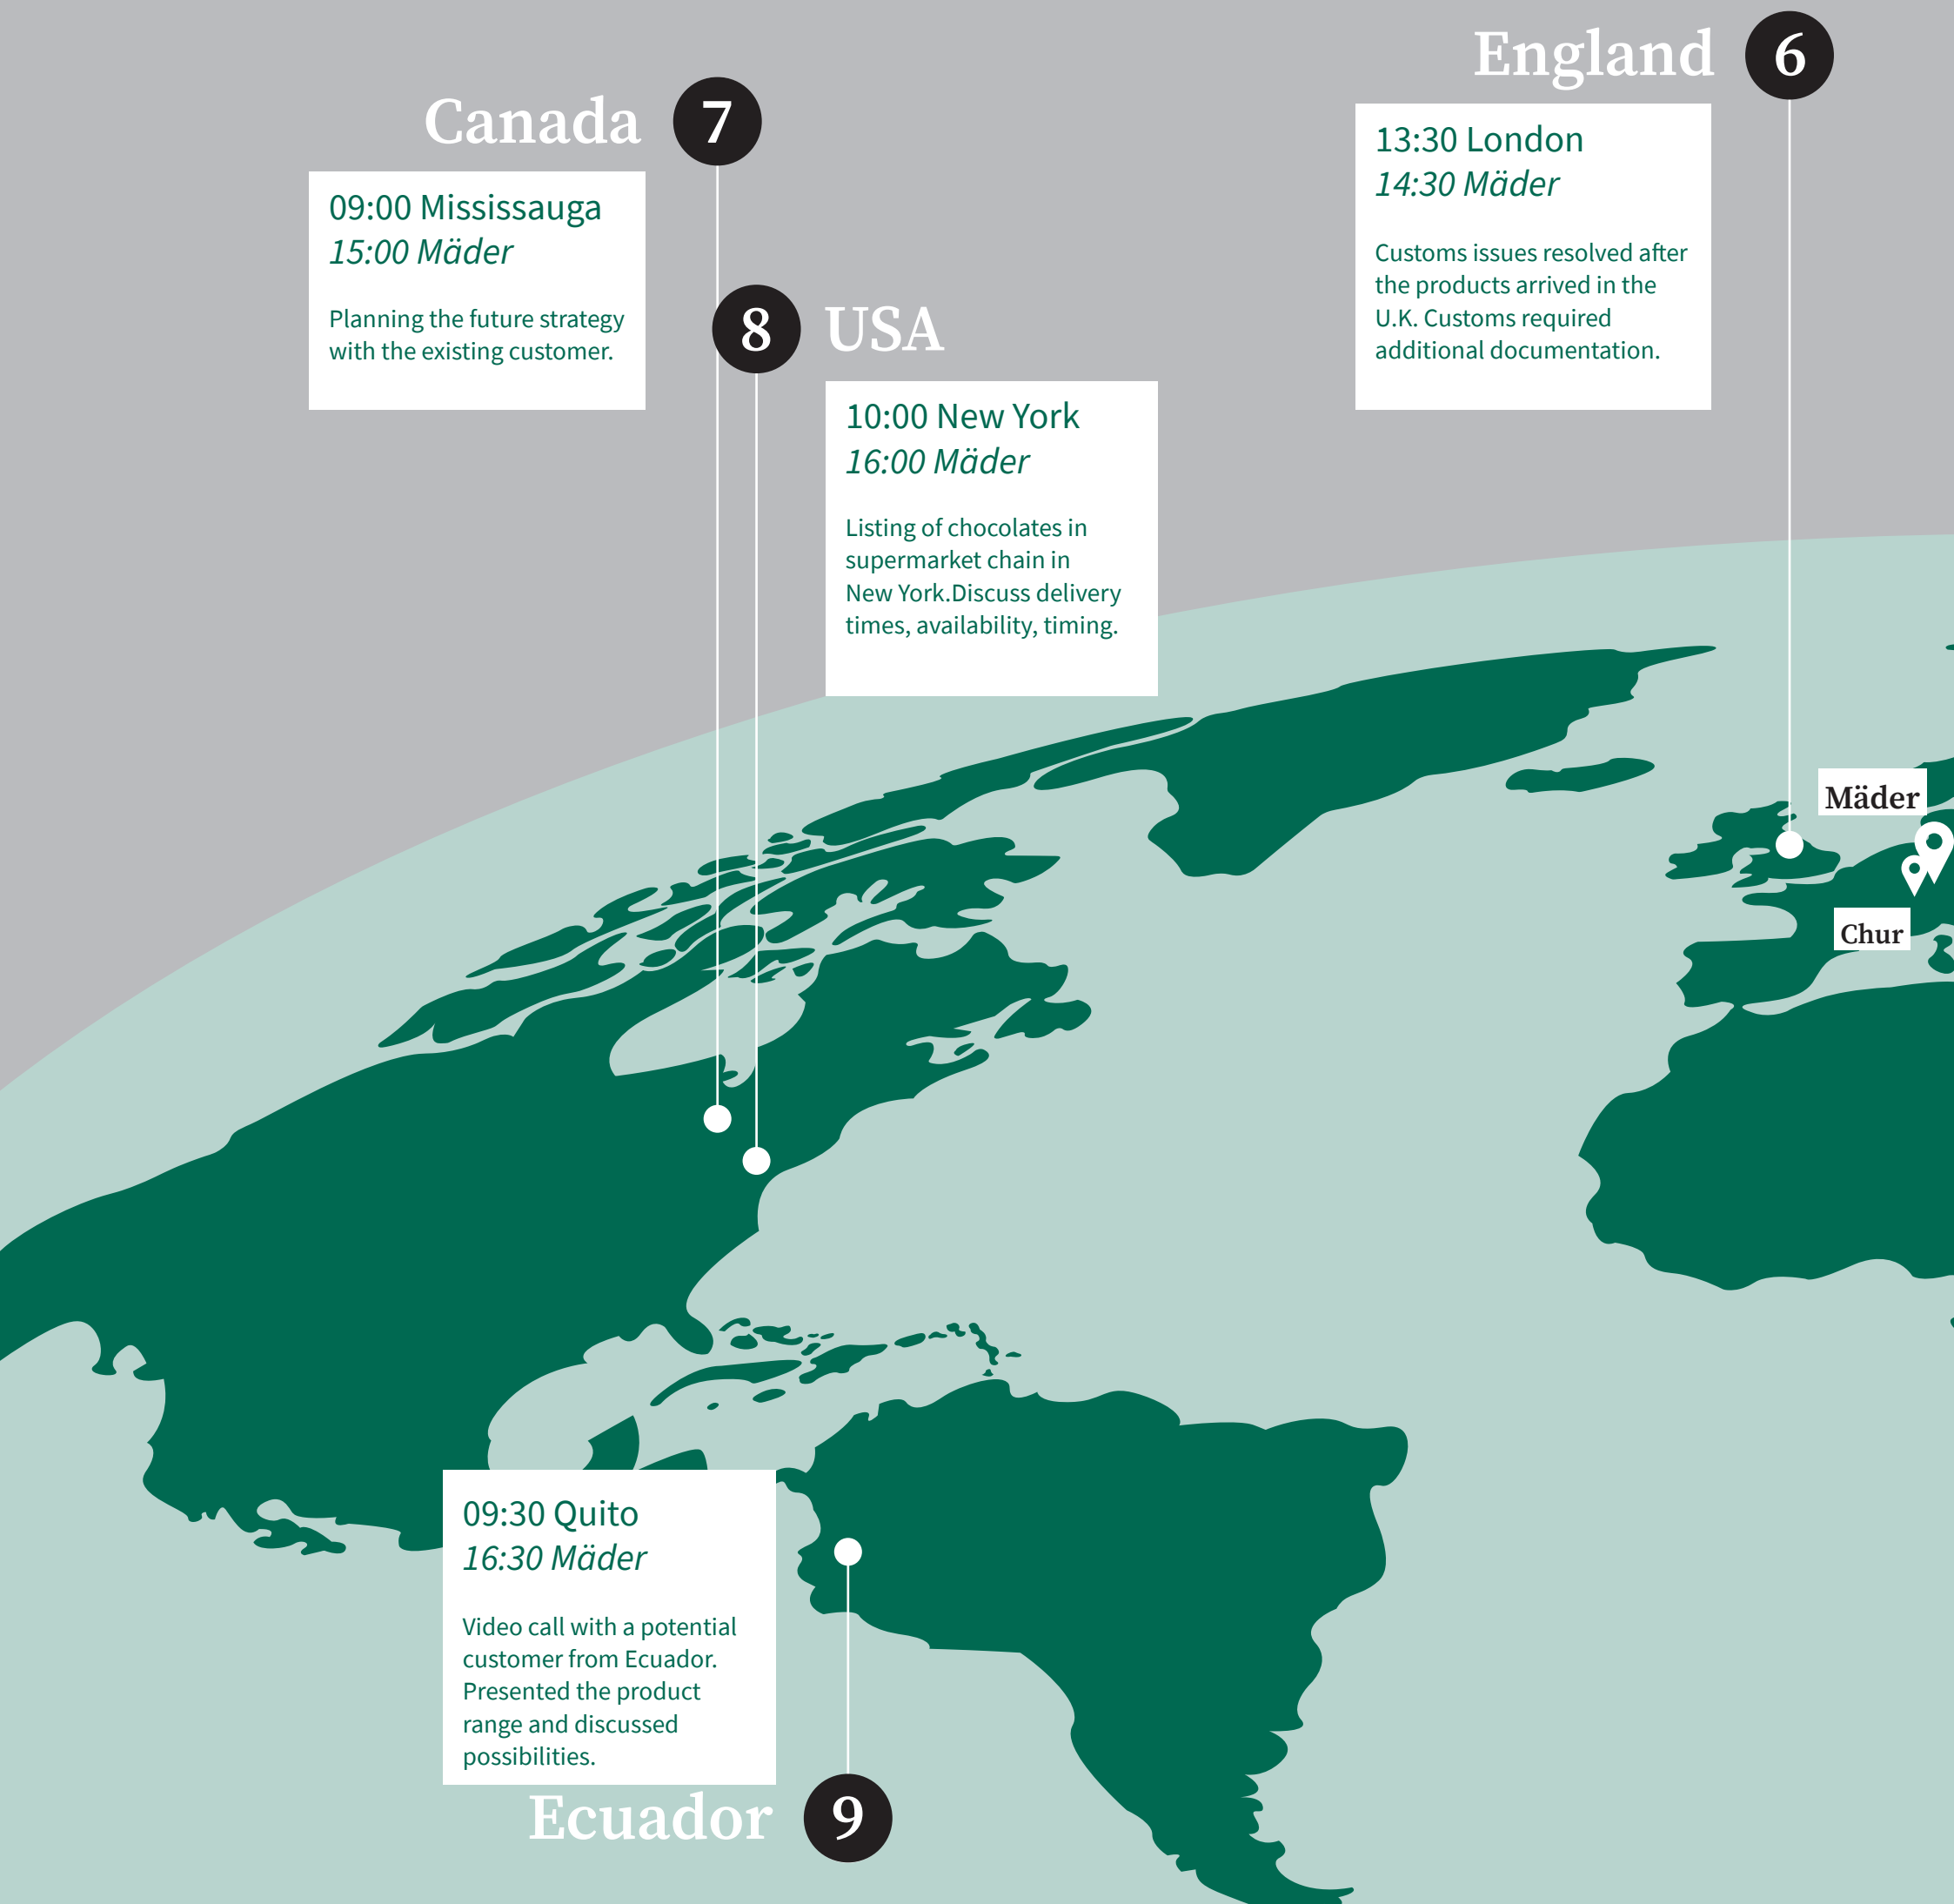 England 6
13:30 London
14:30 Mäder
Customs issues resolved after
the products arrived in the
U.K. Customs required
additional documentation.
Canada 7
09:00 Mississauga
15:00 Mäder
Planning the future strategy
with the existing customer.
8 USA
10:00 New York
16:00 Mäder
Listing of chocolates in
supermarket chain in
New York.Discuss delivery
times, availability, timing.
Mäder
Chur
09:30 Quito
16:30 Mäder
Video call with a potential
customer from Ecuador.
Presented the product
range and discussed
possibilities.
Ecuador 9